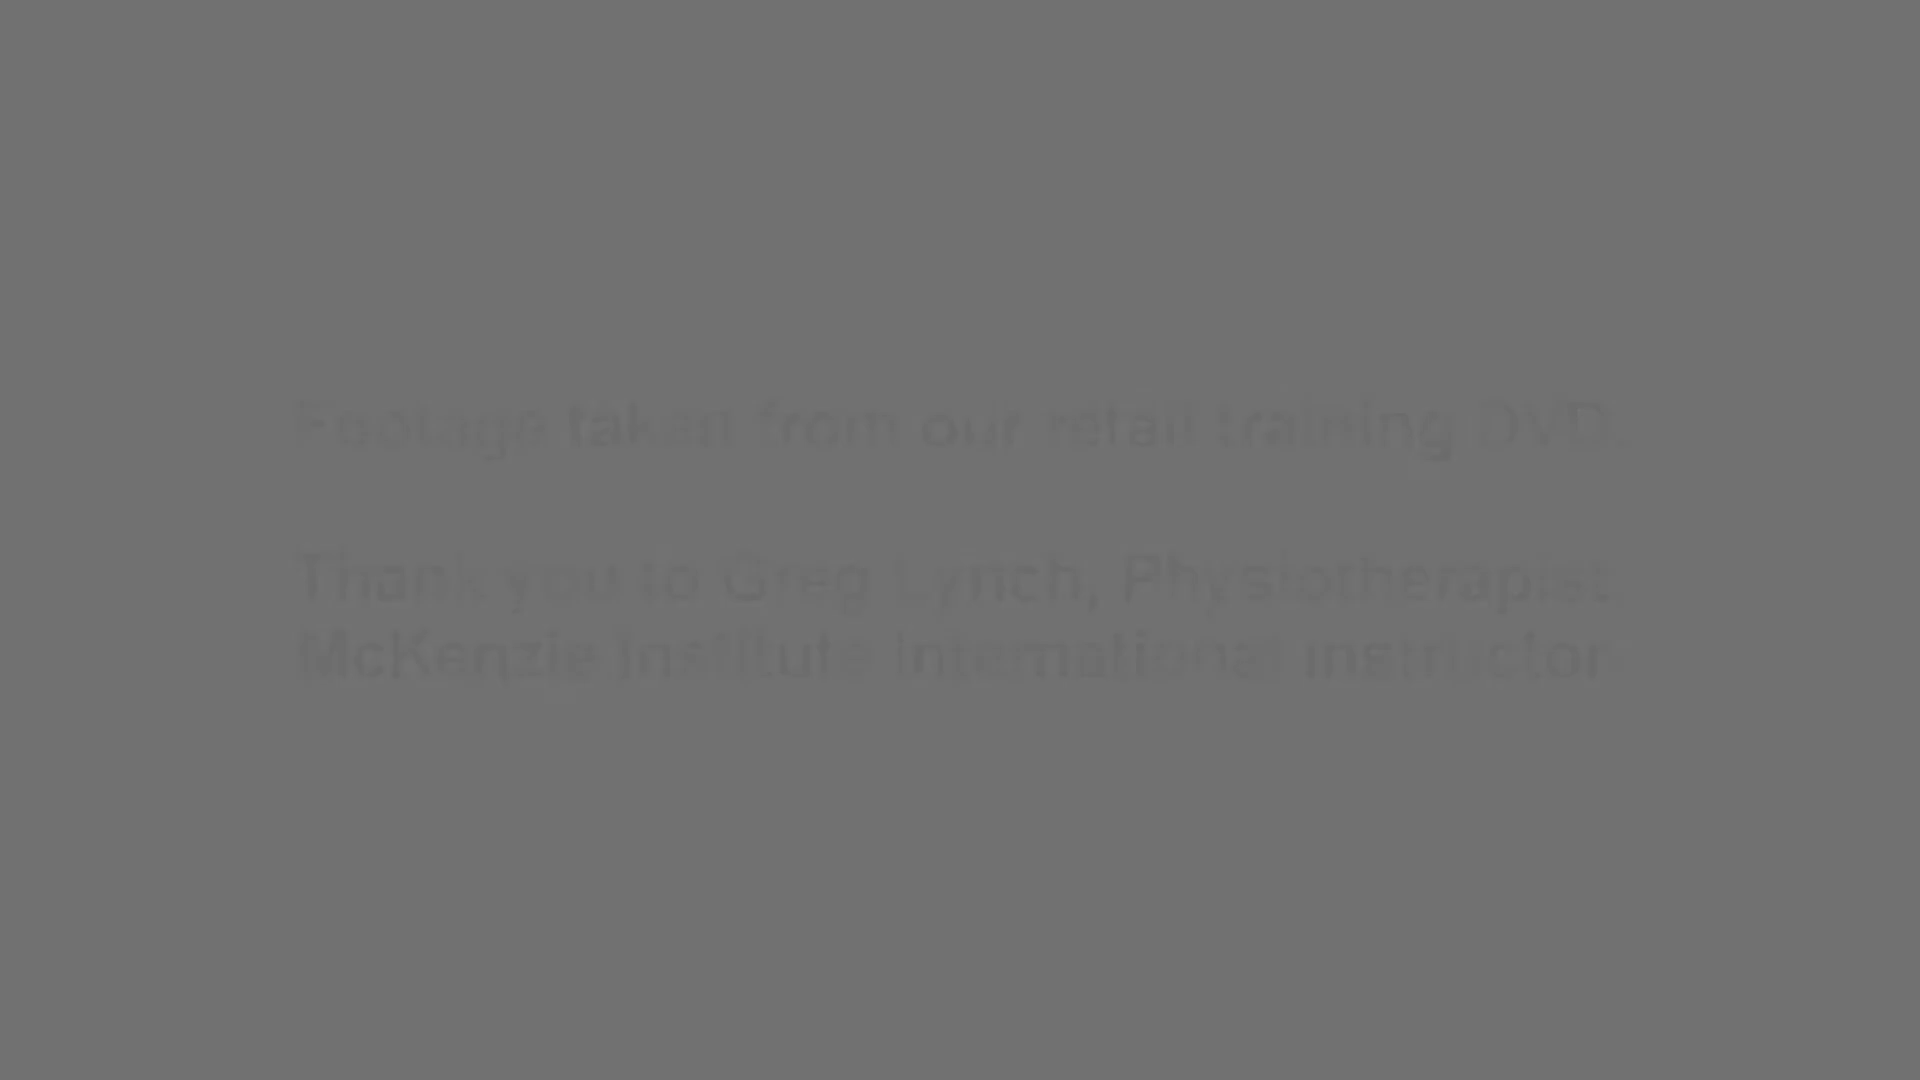 Footage taken from our retail training DVD
Thank you to Greg Lynch, Physiotherapist
McKenzie Institute international instructor